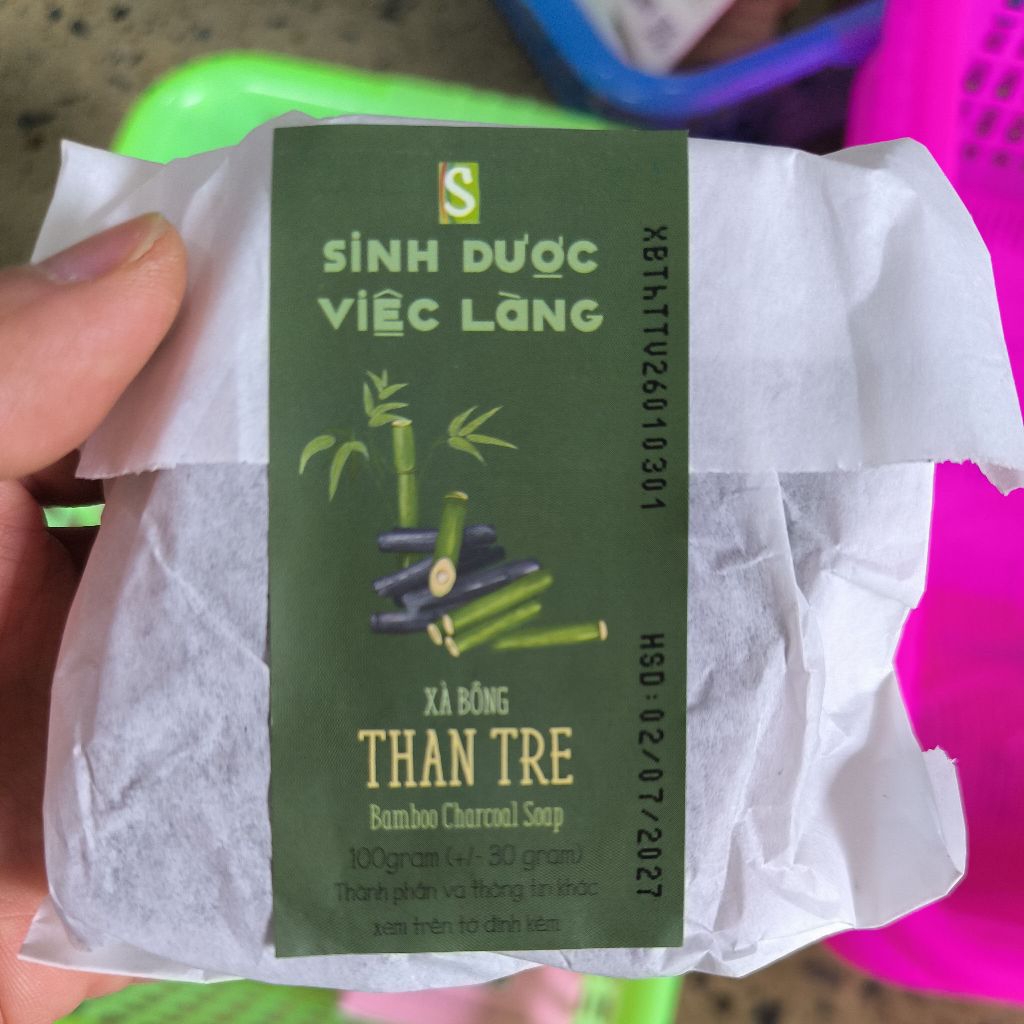 S
SINH DƯỢC
VIỆC LÀNG
XÀ BÔNG
THAN TRE
Bamboo Charcoal Soap
100gram (+/- 30 gram)
Thành phần và thông tin khác
xem trên tờ đính kèm
XBThTTV26010301
HSD:02/07/2027